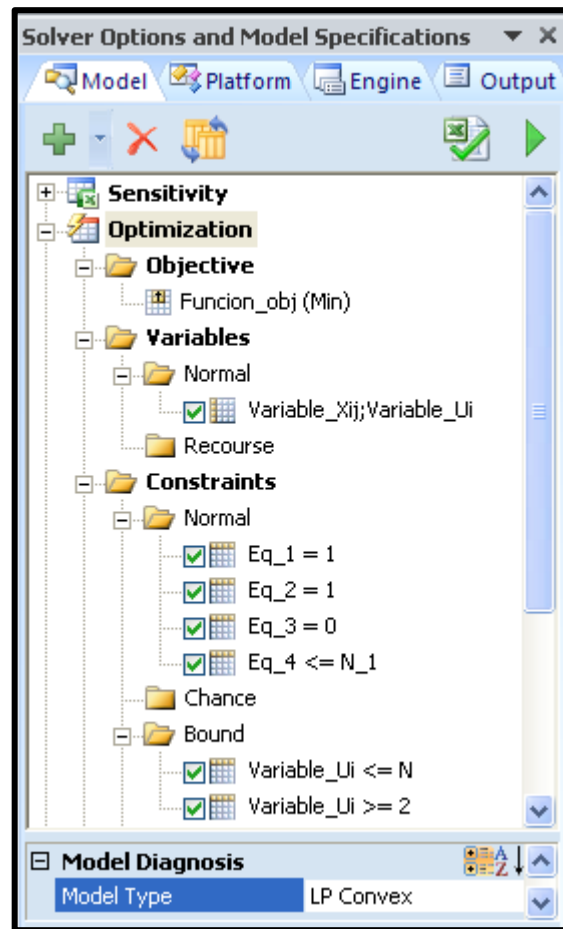 Solver Options and Model Specifications
Model Platform Engine Output
Sensitivity
Optimization
Objective
Funcion_obj (Min)
Variables
Normal
Variable_Xij;Variable_Ui
Recourse
Constraints
Normal
Eq_1 = 1
Eq_2 = 1
Eq_3 = 0
Eq_4 <= N_1
Chance
Bound
Variable_Ui <= N
Variable_Ui >= 2
Model Diagnosis
Model Type LP Convex